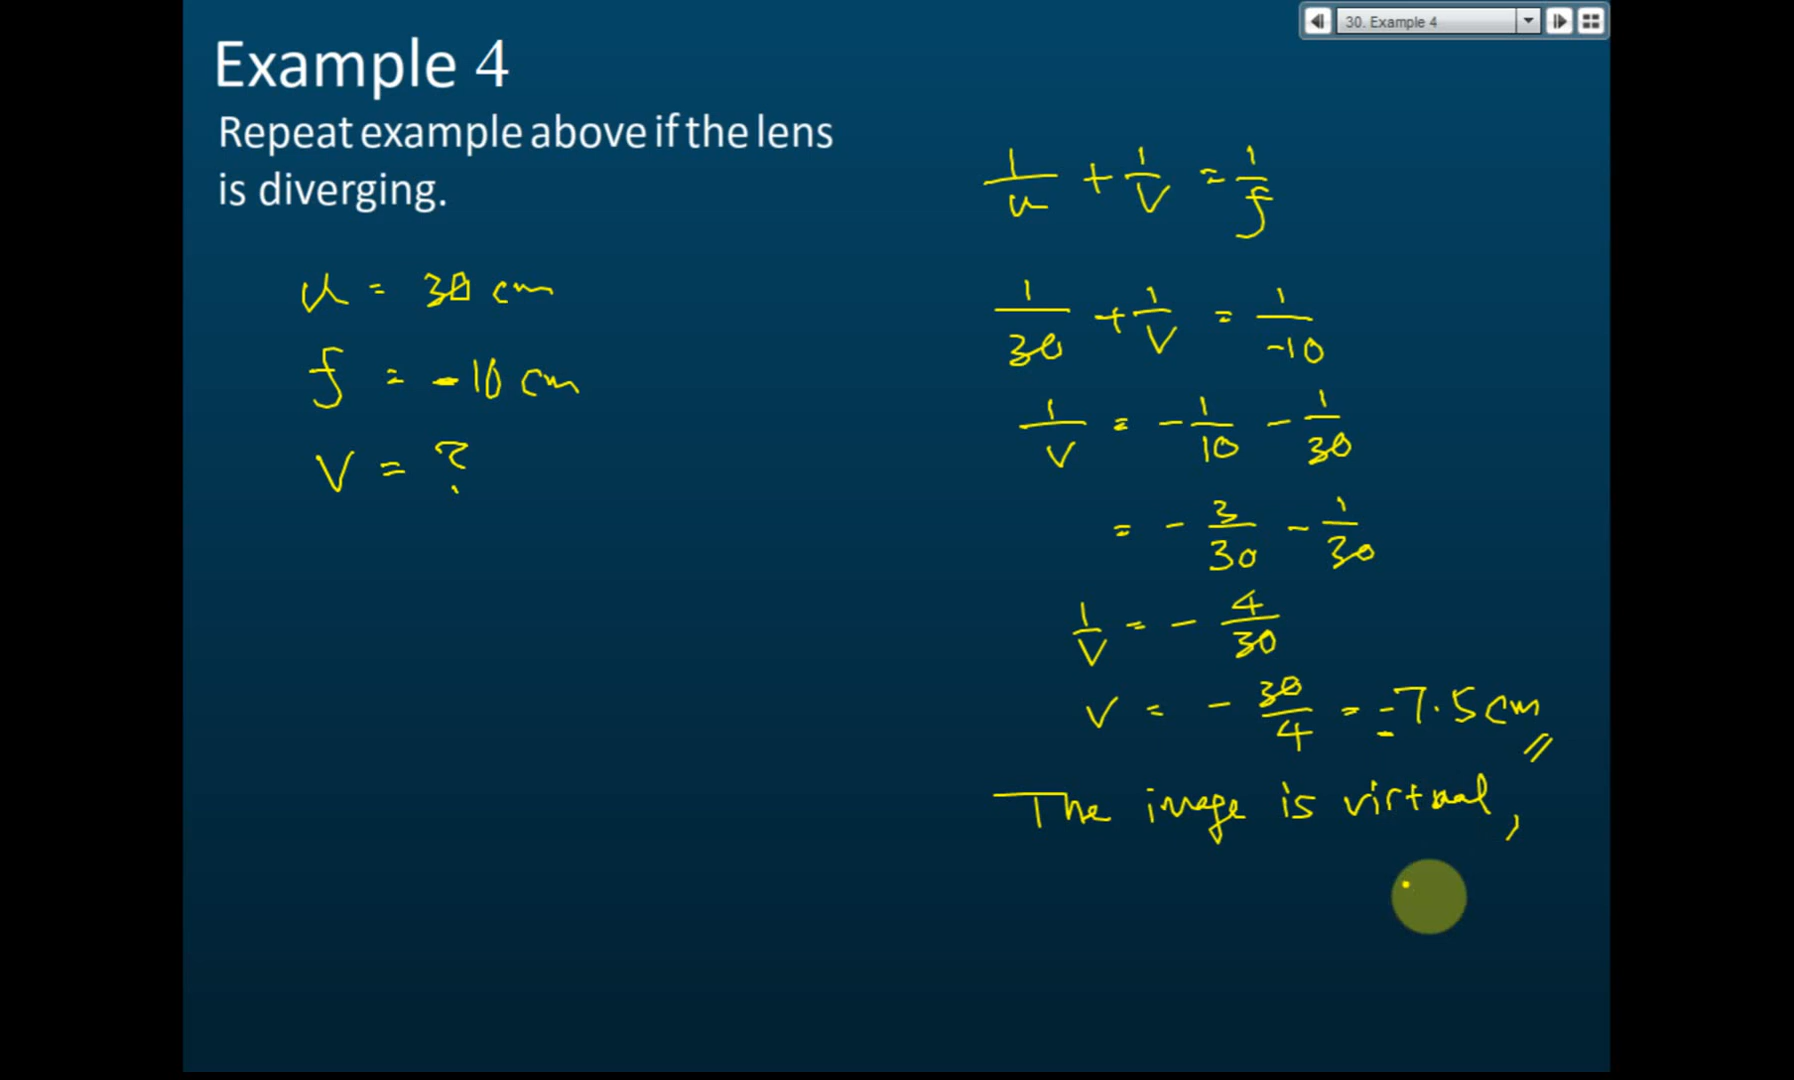 30. Example 4
Example 4
Repeat example above if the lens
is diverging.
u = 30 cm
f = -10 cm
V = ?
1/u + 1/V = 1/f
1/30 + 1/V = 1/-10
1/V = - 1/10 - 1/30
= - 3/30 - 1/30
1/V = - 4/30
V = - 30/4 = -7.5 cm
The image is virtual,